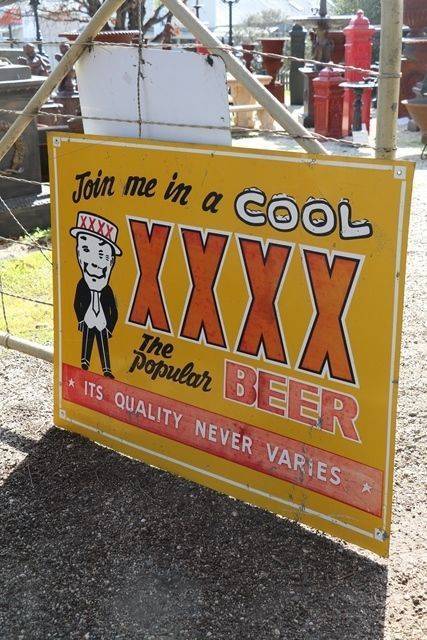 Join me in a COOL
XXXX
XXXX
The popular BEER
ITS QUALITY NEVER VARIES